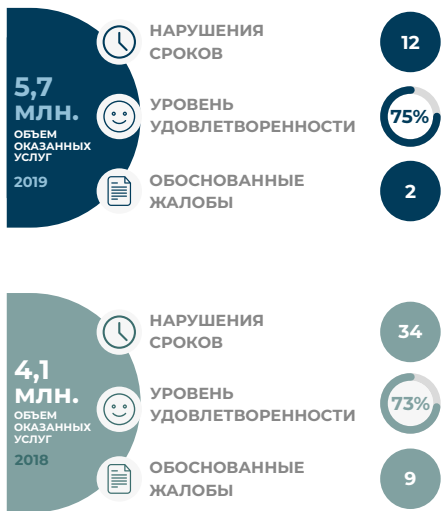 5,7
МЛН.
ОБЪЕМ
ОКАЗАННЫХ
УСЛУГ
2019
НАРУШЕНИЯ
СРОКОВ
12
УРОВЕНЬ
УДОВЛЕТВОРЕННОСТИ
75%
ОБОСНОВАННЫЕ
ЖАЛОБЫ
2
4,1
МЛН.
ОБЪЕМ
ОКАЗАННЫХ
УСЛУГ
2018
НАРУШЕНИЯ
СРОКОВ
34
УРОВЕНЬ
УДОВЛЕТВОРЕННОСТИ
73%
ОБОСНОВАННЫЕ
ЖАЛОБЫ
9